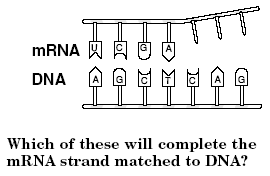 mRNA U C G A
DNA A G C T C A G
Which of these will complete the
mRNA strand matched to DNA?